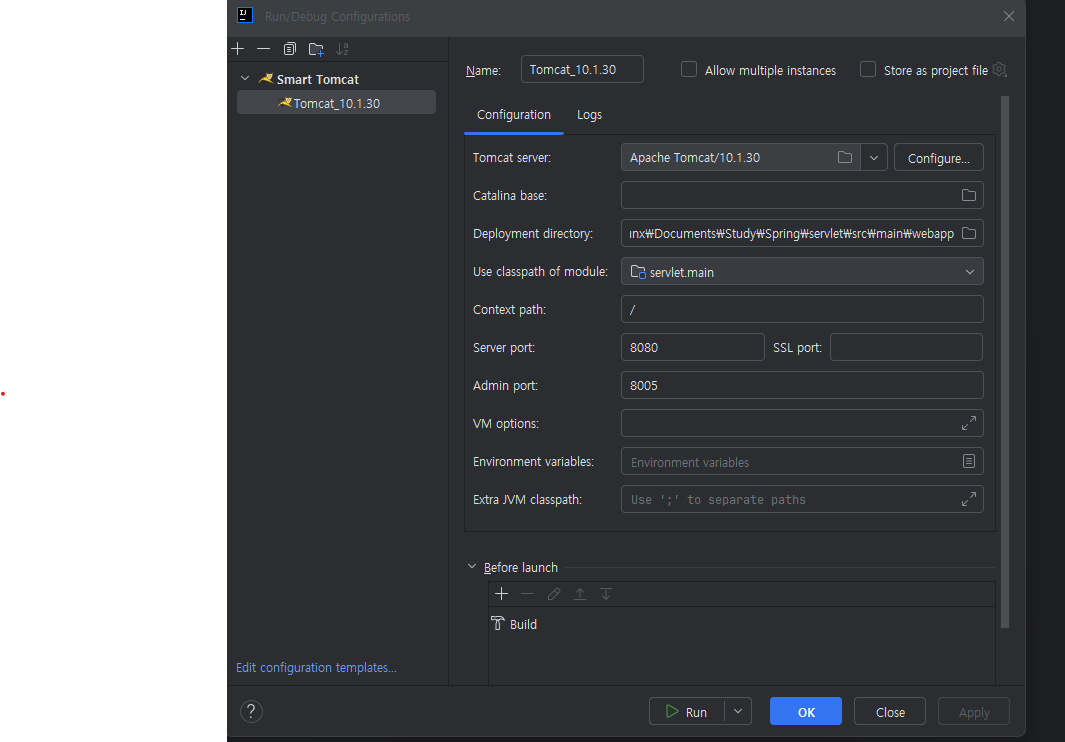 Run/Debug Configurations
Smart Tomcat
Tomcat_10.1.30
Name: Tomcat_10.1.30 Allow multiple instances Store as project file
Configuration Logs
Tomcat server: Apache Tomcat/10.1.30 Configure...
Catalina base:
Deployment directory: ınx₩Documents₩Study₩Spring₩servlet₩src₩main₩webapp
Use classpath of module: servlet.main
Context path: /
Server port: 8080 SSL port:
Admin port: 8005
VM options:
Environment variables: Environment variables
Extra JVM classpath: Use ';' to separate paths
Before launch
Build
Edit configuration templates...
? Run OK Close Apply